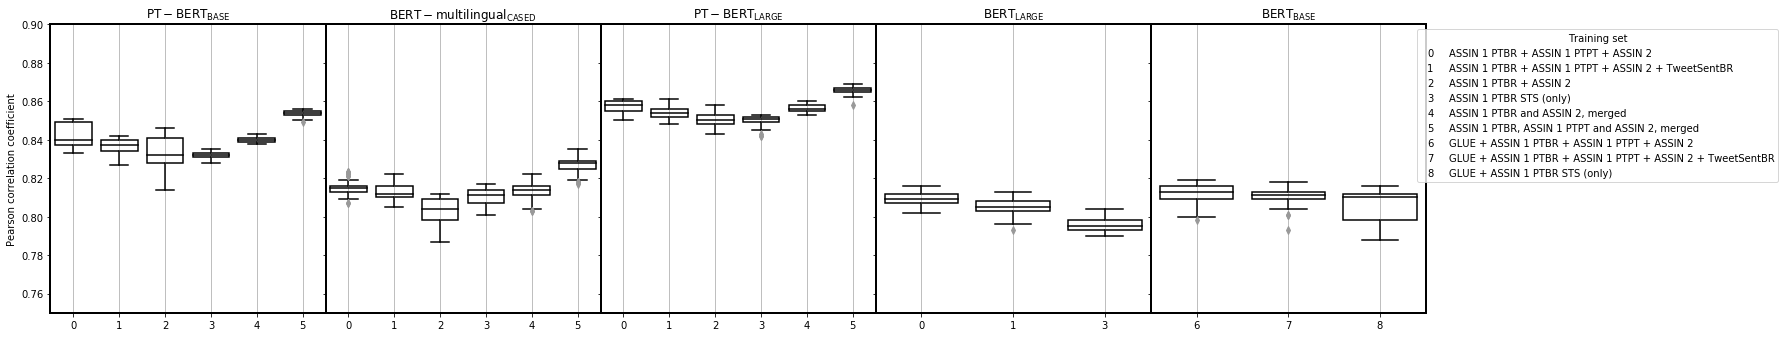 PT − BERT_BASE BERT − multilingual_CASED PT − BERT_LARGE BERT_LARGE BERT_BASE
Pearson correlation coefficient
0.90
0.88
0.86
0.84
0.82
0.80
0.78
0.76
0 1 2 3 4 5 0 1 2 3 4 5 0 1 2 3 4 5 0 1 3 6 7 8
Training set
0 ASSIN 1 PTBR + ASSIN 1 PTPT + ASSIN 2
1 ASSIN 1 PTBR + ASSIN 1 PTPT + ASSIN 2 + TweetSentBR
2 ASSIN 1 PTBR + ASSIN 2
3 ASSIN 1 PTBR STS (only)
4 ASSIN 1 PTBR and ASSIN 2, merged
5 ASSIN 1 PTBR, ASSIN 1 PTPT and ASSIN 2, merged
6 GLUE + ASSIN 1 PTBR + ASSIN 1 PTPT + ASSIN 2
7 GLUE + ASSIN 1 PTBR + ASSIN 1 PTPT + ASSIN 2 + TweetSentBR
8 GLUE + ASSIN 1 PTBR STS (only)